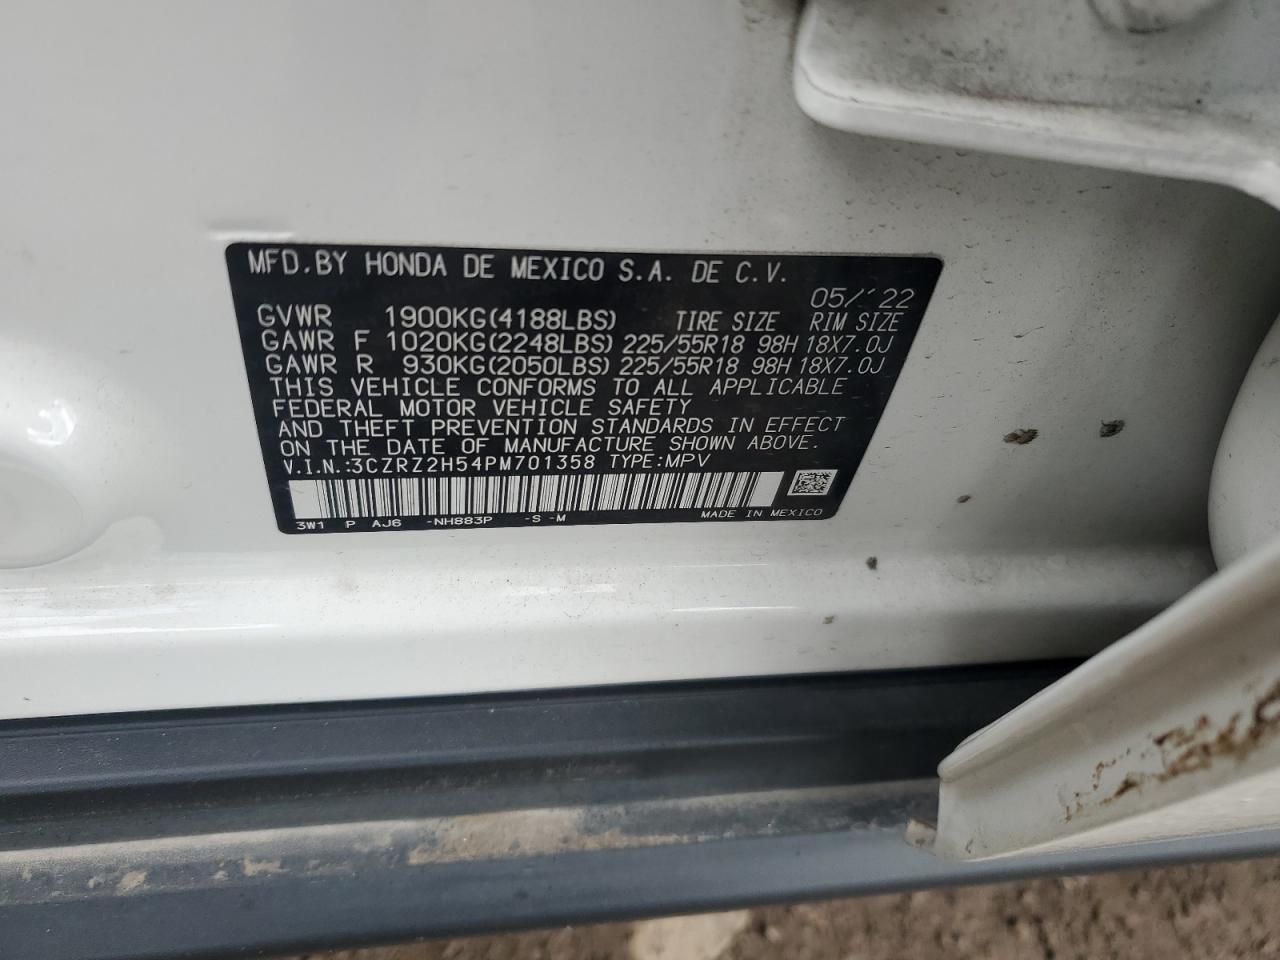 MFD.BY HONDA DE MEXICO S.A. DE C.V.
05/'22
GVWR 1900KG(4188LBS) TIRE SIZE RIM SIZE
GAWR F 1020KG(2248LBS) 225/55R18 98H 18X7.0J
GAWR R 930KG(2050LBS) 225/55R18 98H 18X7.0J
THIS VEHICLE CONFORMS TO ALL APPLICABLE
FEDERAL MOTOR VEHICLE SAFETY
AND THEFT PREVENTION STANDARDS IN EFFECT
ON THE DATE OF MANUFACTURE SHOWN ABOVE.
V.I.N.:3CZRZ2H54PM701358 TYPE:MPV
3W1 P AJ6 -NH883P -S -M MADE IN MEXICO